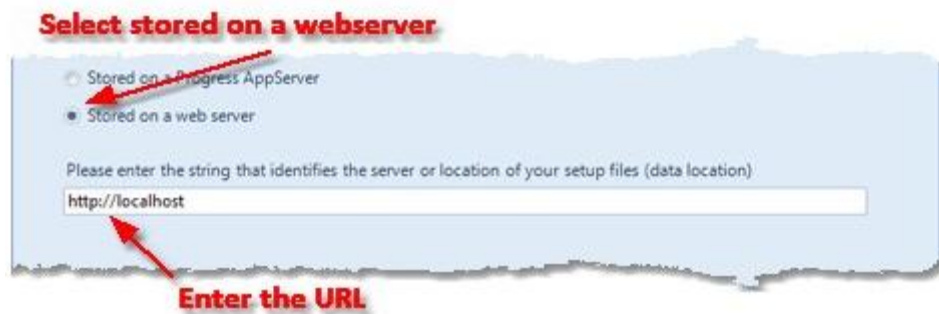 Select stored on a webserver
Stored on a Progress AppServer
Stored on a web server
Please enter the string that identifies the server or location of your setup files (data location)
http://localhost
Enter the URL